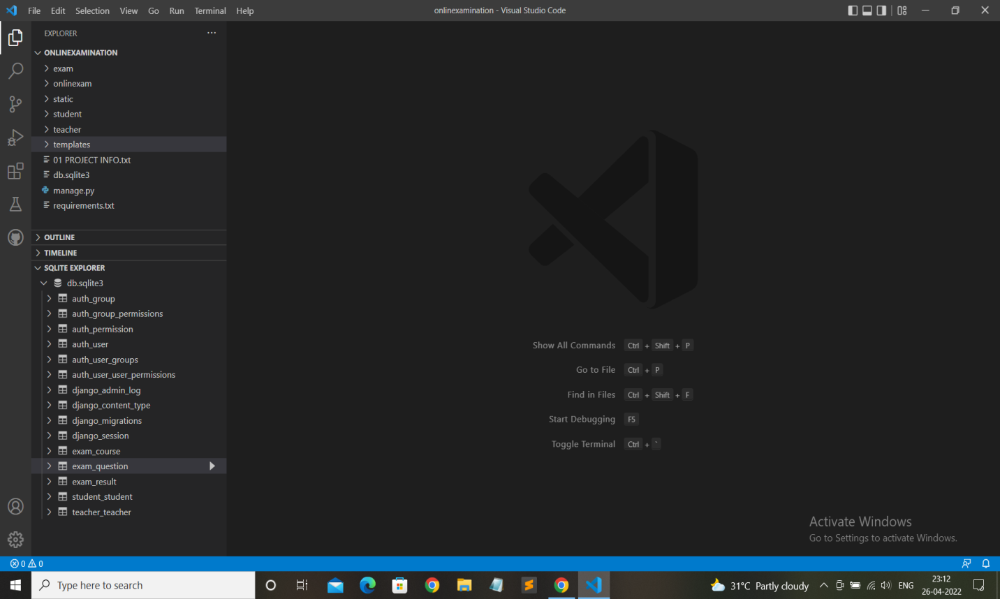 File Edit Selection View Go Run Terminal Help
onlinexamination - Visual Studio Code
EXPLORER
ONLINEXAMINATION
exam
onlinexam
static
student
teacher
templates
01 PROJECT INFO.txt
db.sqlite3
manage.py
requirements.txt
OUTLINE
TIMELINE
SQLITE EXPLORER
db.sqlite3
auth_group
auth_group_permissions
auth_permission
auth_user
auth_user_groups
auth_user_user_permissions
django_admin_log
django_content_type
django_migrations
django_session
exam_course
exam_question
exam_result
student_student
teacher_teacher
Show All Commands Ctrl + Shift + P
Go to File Ctrl + P
Find in Files Ctrl + Shift + F
Start Debugging F5
Toggle Terminal Ctrl + `
Activate Windows
Go to Settings to activate Windows.
0 0
Type here to search
31°C Partly cloudy
ENG
23:12
26-04-2022